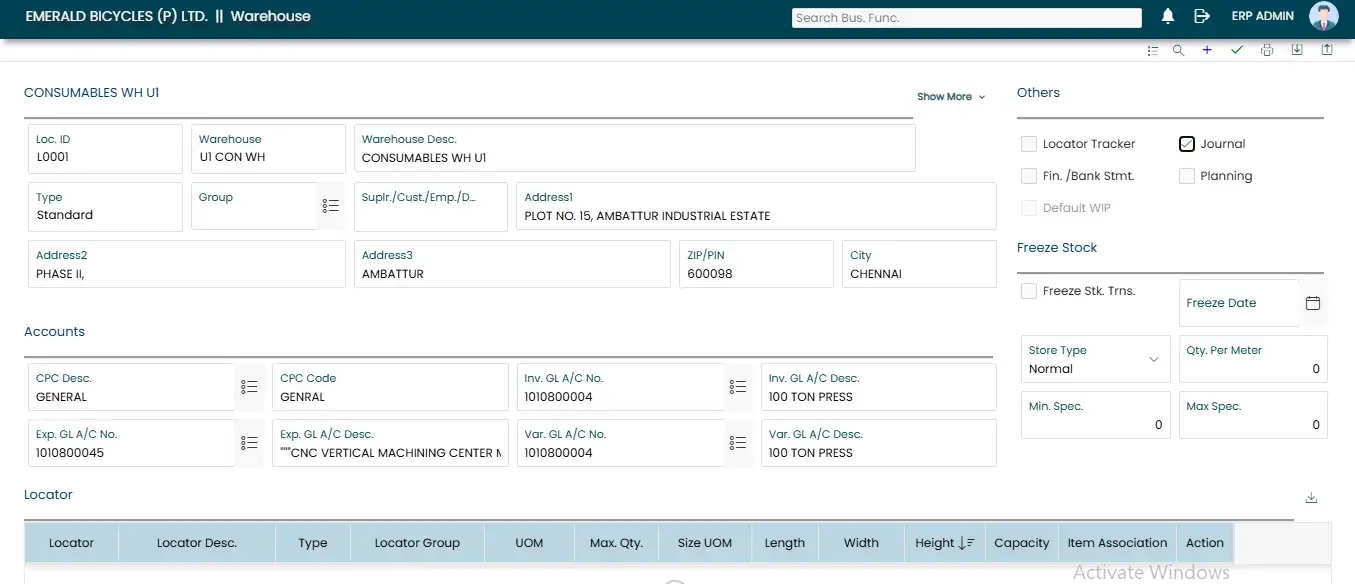 EMERALD BICYCLES (P) LTD. || Warehouse
Search Bus. Func.
ERP ADMIN
CONSUMABLES WH U1
Show More
Loc. ID
L0001
Warehouse
U1 CON WH
Warehouse Desc.
CONSUMABLES WH U1
Type
Standard
Group
Suplr./Cust./Emp./D...
Address1
PLOT NO. 15, AMBATTUR INDUSTRIAL ESTATE
Address2
PHASE II,
Address3
AMBATTUR
ZIP/PIN
600098
City
CHENNAI
Others
Locator Tracker
Journal
Fin. /Bank Stmt.
Planning
Default WIP
Freeze Stock
Freeze Stk. Trns.
Freeze Date
Store Type
Normal
Qty. Per Meter
0
Min. Spec.
0
Max Spec.
0
Accounts
CPC Desc.
GENERAL
CPC Code
GENRAL
Inv. GL A/C No.
1010800004
Inv. GL A/C Desc.
100 TON PRESS
Exp. GL A/C No.
1010800045
Exp. GL A/C Desc.
"""CNC VERTICAL MACHINING CENTER M
Var. GL A/C No.
1010800004
Var. GL A/C Desc.
100 TON PRESS
Locator
Locator Locator Desc. Type Locator Group UOM Max. Qty. Size UOM Length Width Height Capacity Item Association Action
Activate Windows